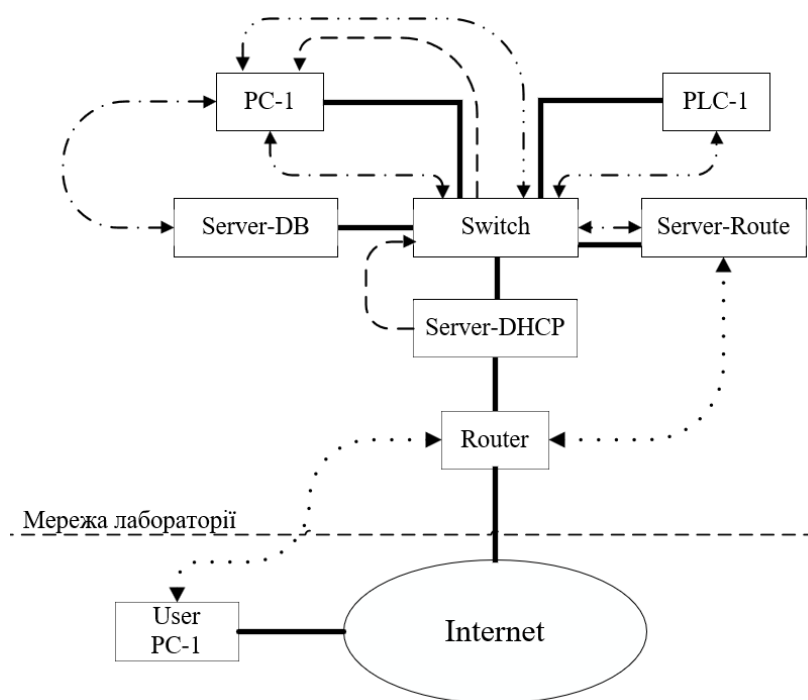 PC-1
PLC-1
Server-DB
Switch
Server-Route
Server-DHCP
Router
Мережа лабораторії
User
PC-1
Internet